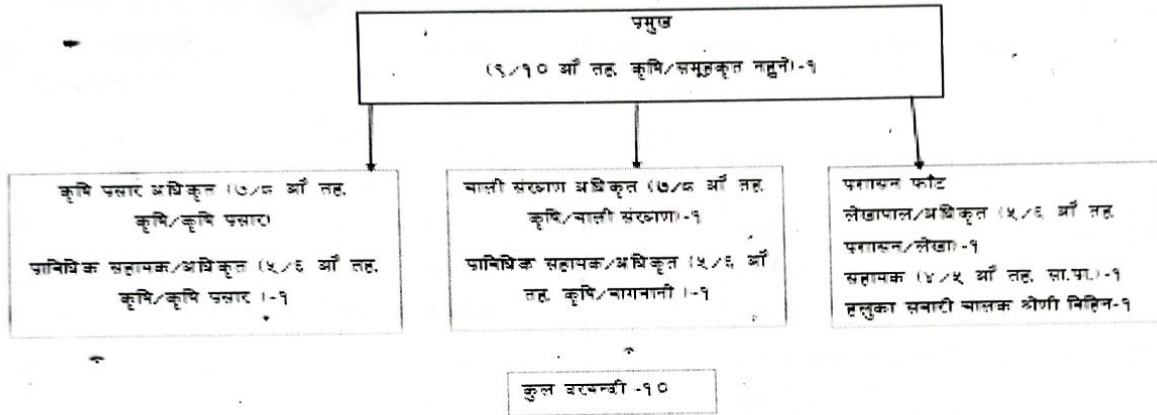 प्रमुख
(९/१० औँ तह, कृषि/समूहकृत नहुने)-१
कृषि प्रसार अधिकृत (७/८ औँ तह,
कृषि/कृषि प्रसार)
प्राविधिक सहायक/अधिकृत (५/६ औँ तह,
कृषि/कृषि प्रसार )-१
बाली संरक्षण अधिकृत (७/८ औँ तह,
कृषि/बाली संरक्षण)-१
प्राविधिक सहायक/अधिकृत (५/६ औँ
तह, कृषि/बागवानी )-१
प्रशासन फाँट
लेखापाल/अधिकृत (५/६ औँ तह,
प्रशासन/लेखा)-१
सहायक (४/५ औँ तह, सा.प्र.)-१
हलुका सवारी चालक श्रेणी विहिन-१
कुल दरबन्दी -१०